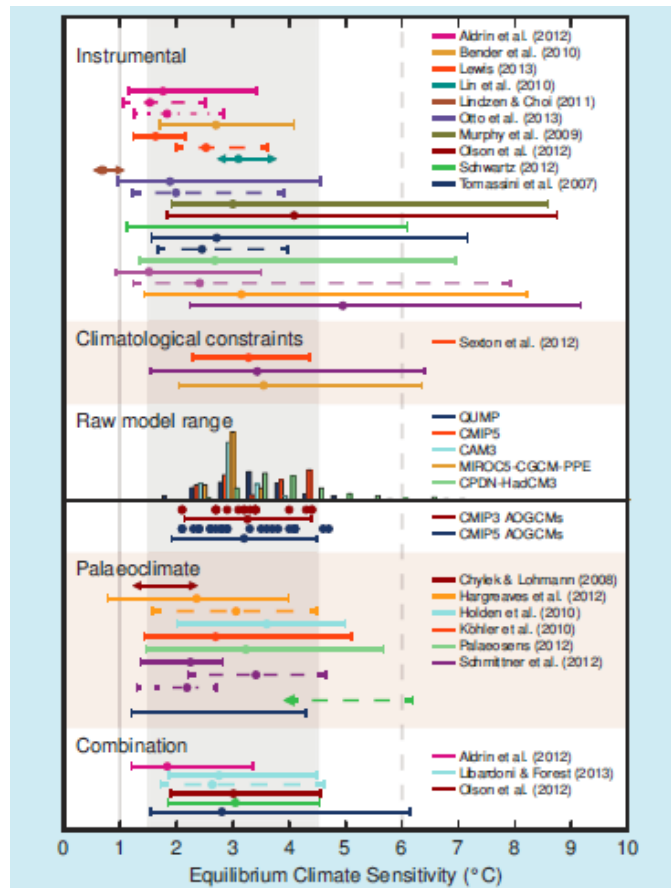 Instrumental
Aldrin et al. (2012)
Bender et al. (2010)
Lewis (2013)
Lin et al. (2010)
Lindzen & Choi (2011)
Otto et al. (2013)
Murphy et al. (2009)
Olson et al. (2012)
Schwartz (2012)
Tomassini et al. (2007)
Climatological constraints
Sexton et al. (2012)
Raw model range
QUMP
CMIP5
CAM3
MIROC5-CGCM-PPE
CPDN-HadCM3
CMIP3 AOGCMs
CMIP5 AOGCMs
Palaeoclimate
Chylek & Lohmann (2008)
Hargreaves et al. (2012)
Holden et al. (2010)
Köhler et al. (2010)
Palaeosens (2012)
Schmittner et al. (2012)
Combination
Aldrin et al. (2012)
Libardoni & Forest (2013)
Olson et al. (2012)
0 1 2 3 4 5 6 7 8 9 10
Equilibrium Climate Sensitivity (°C)